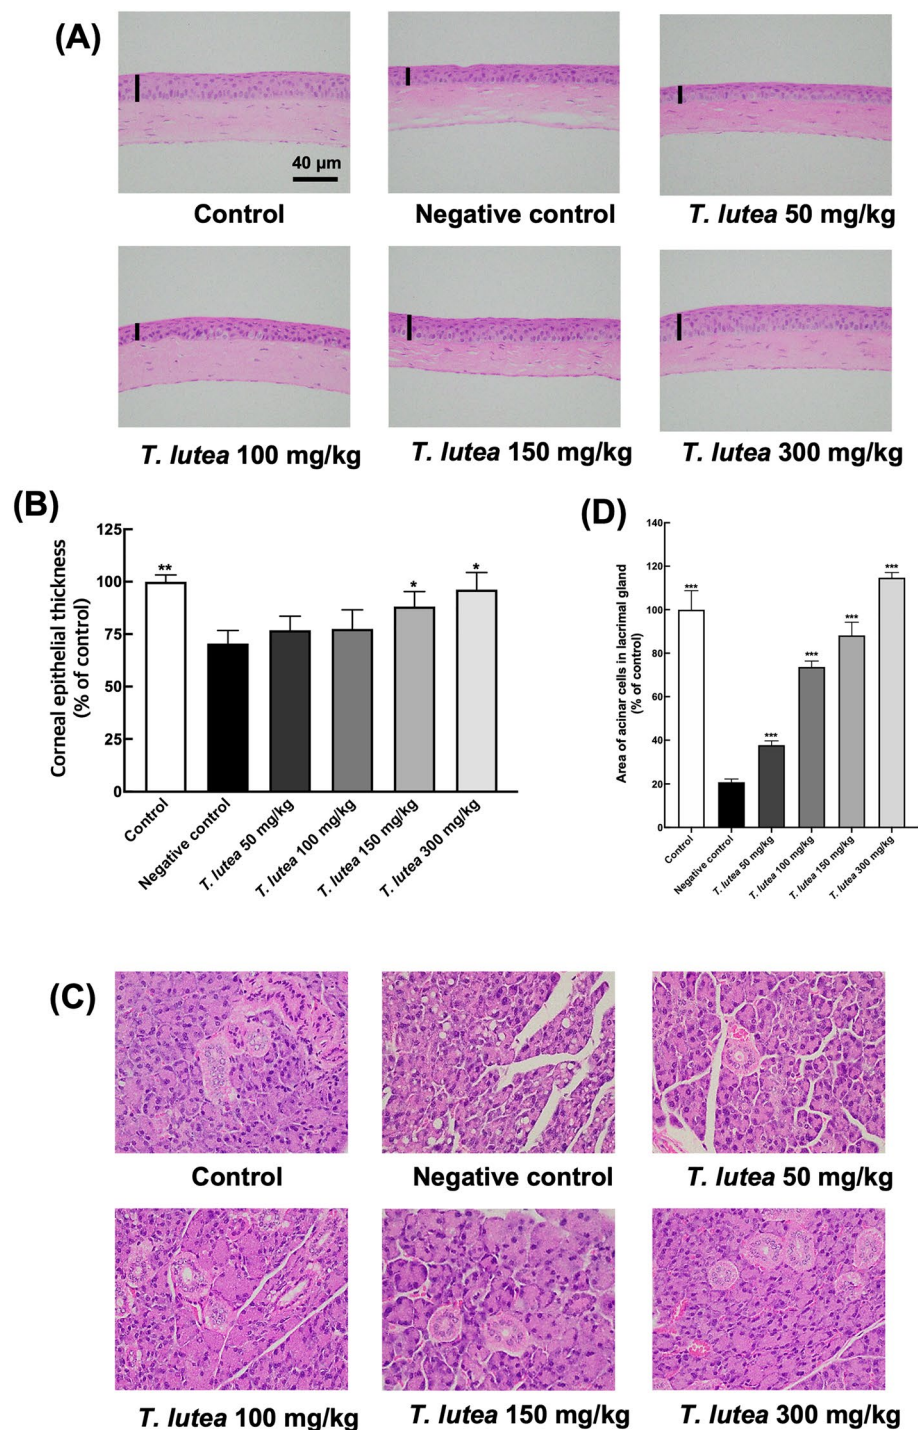 (A)
40 µm
Control
Negative control
T. lutea 50 mg/kg
T. lutea 100 mg/kg
T. lutea 150 mg/kg
T. lutea 300 mg/kg
(B)
Corneal epithelial thickness
(% of control)
125
100
75
50
25
0
**
*
*
Control
Negative control
T. lutea 50 mg/kg
T. lutea 100 mg/kg
T. lutea 150 mg/kg
T. lutea 300 mg/kg
(D)
Area of acinar cells in lacrimal gland
(% of control)
140
120
100
80
60
40
20
0
***
***
***
***
***
Control
Negative control
T. lutea 50 mg/kg
T. lutea 100 mg/kg
T. lutea 150 mg/kg
T. lutea 300 mg/kg
(C)
Control
Negative control
T. lutea 50 mg/kg
T. lutea 100 mg/kg
T. lutea 150 mg/kg
T. lutea 300 mg/kg